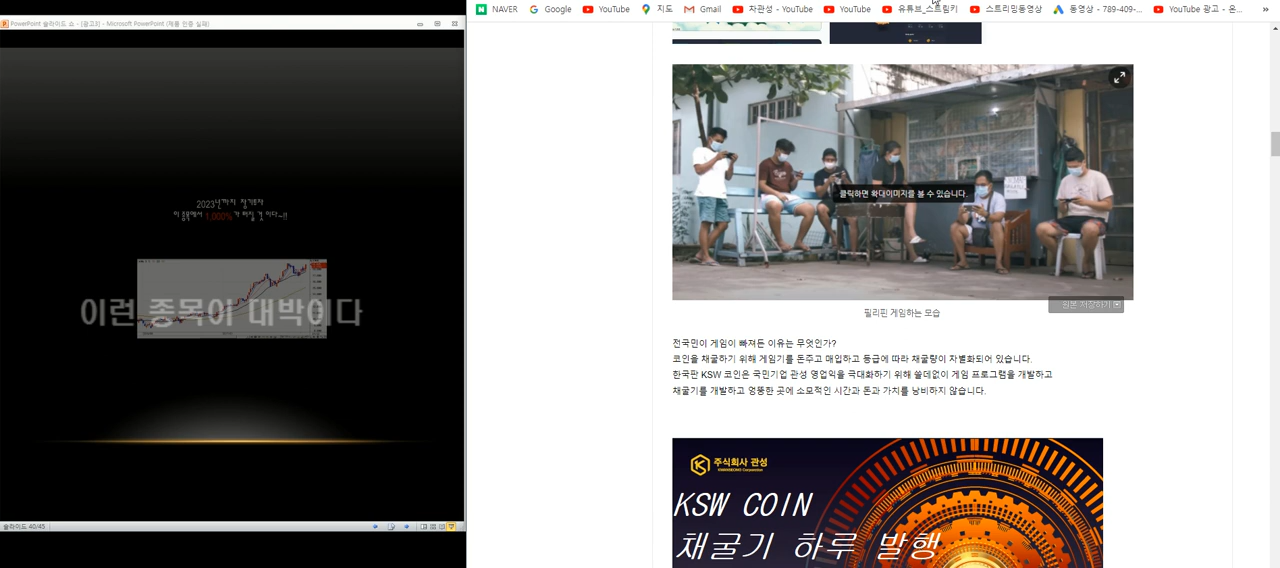 PowerPoint 슬라이드 쇼 - [광고3] - Microsoft PowerPoint (제품 인증 실패)
2023년까지 장기투자
이 종목에서 1,000% 가 터질 것 이다~!!
이런 종목이 대박이다
슬라이드 40/45
NAVER
Google
YouTube
지도
Gmail
차관성 - YouTube
YouTube
유튜브_스트림키
스트리밍동영상
동영상 - 789-409-...
YouTube 광고 - 온...
»
클릭하면 확대이미지를 볼 수 있습니다.
원본 저장하기
필리핀 게임하는 모습
전국민이 게임이 빠져든 이유는 무엇인가?
코인을 채굴하기 위해 게임기를 돈주고 매입하고 등급에 따라 채굴량이 차별화되어 있습니다.
한국판 KSW 코인은 국민기업 관성 영업익을 극대화하기 위해 쓸데없이 게임 프로그램을 개발하고
채굴기를 개발하고 엉뚱한 곳에 소모적인 시간과 돈과 가치를 낭비하지 않습니다.
주식회사 관성
KSW COIN
채굴기 하루 발행